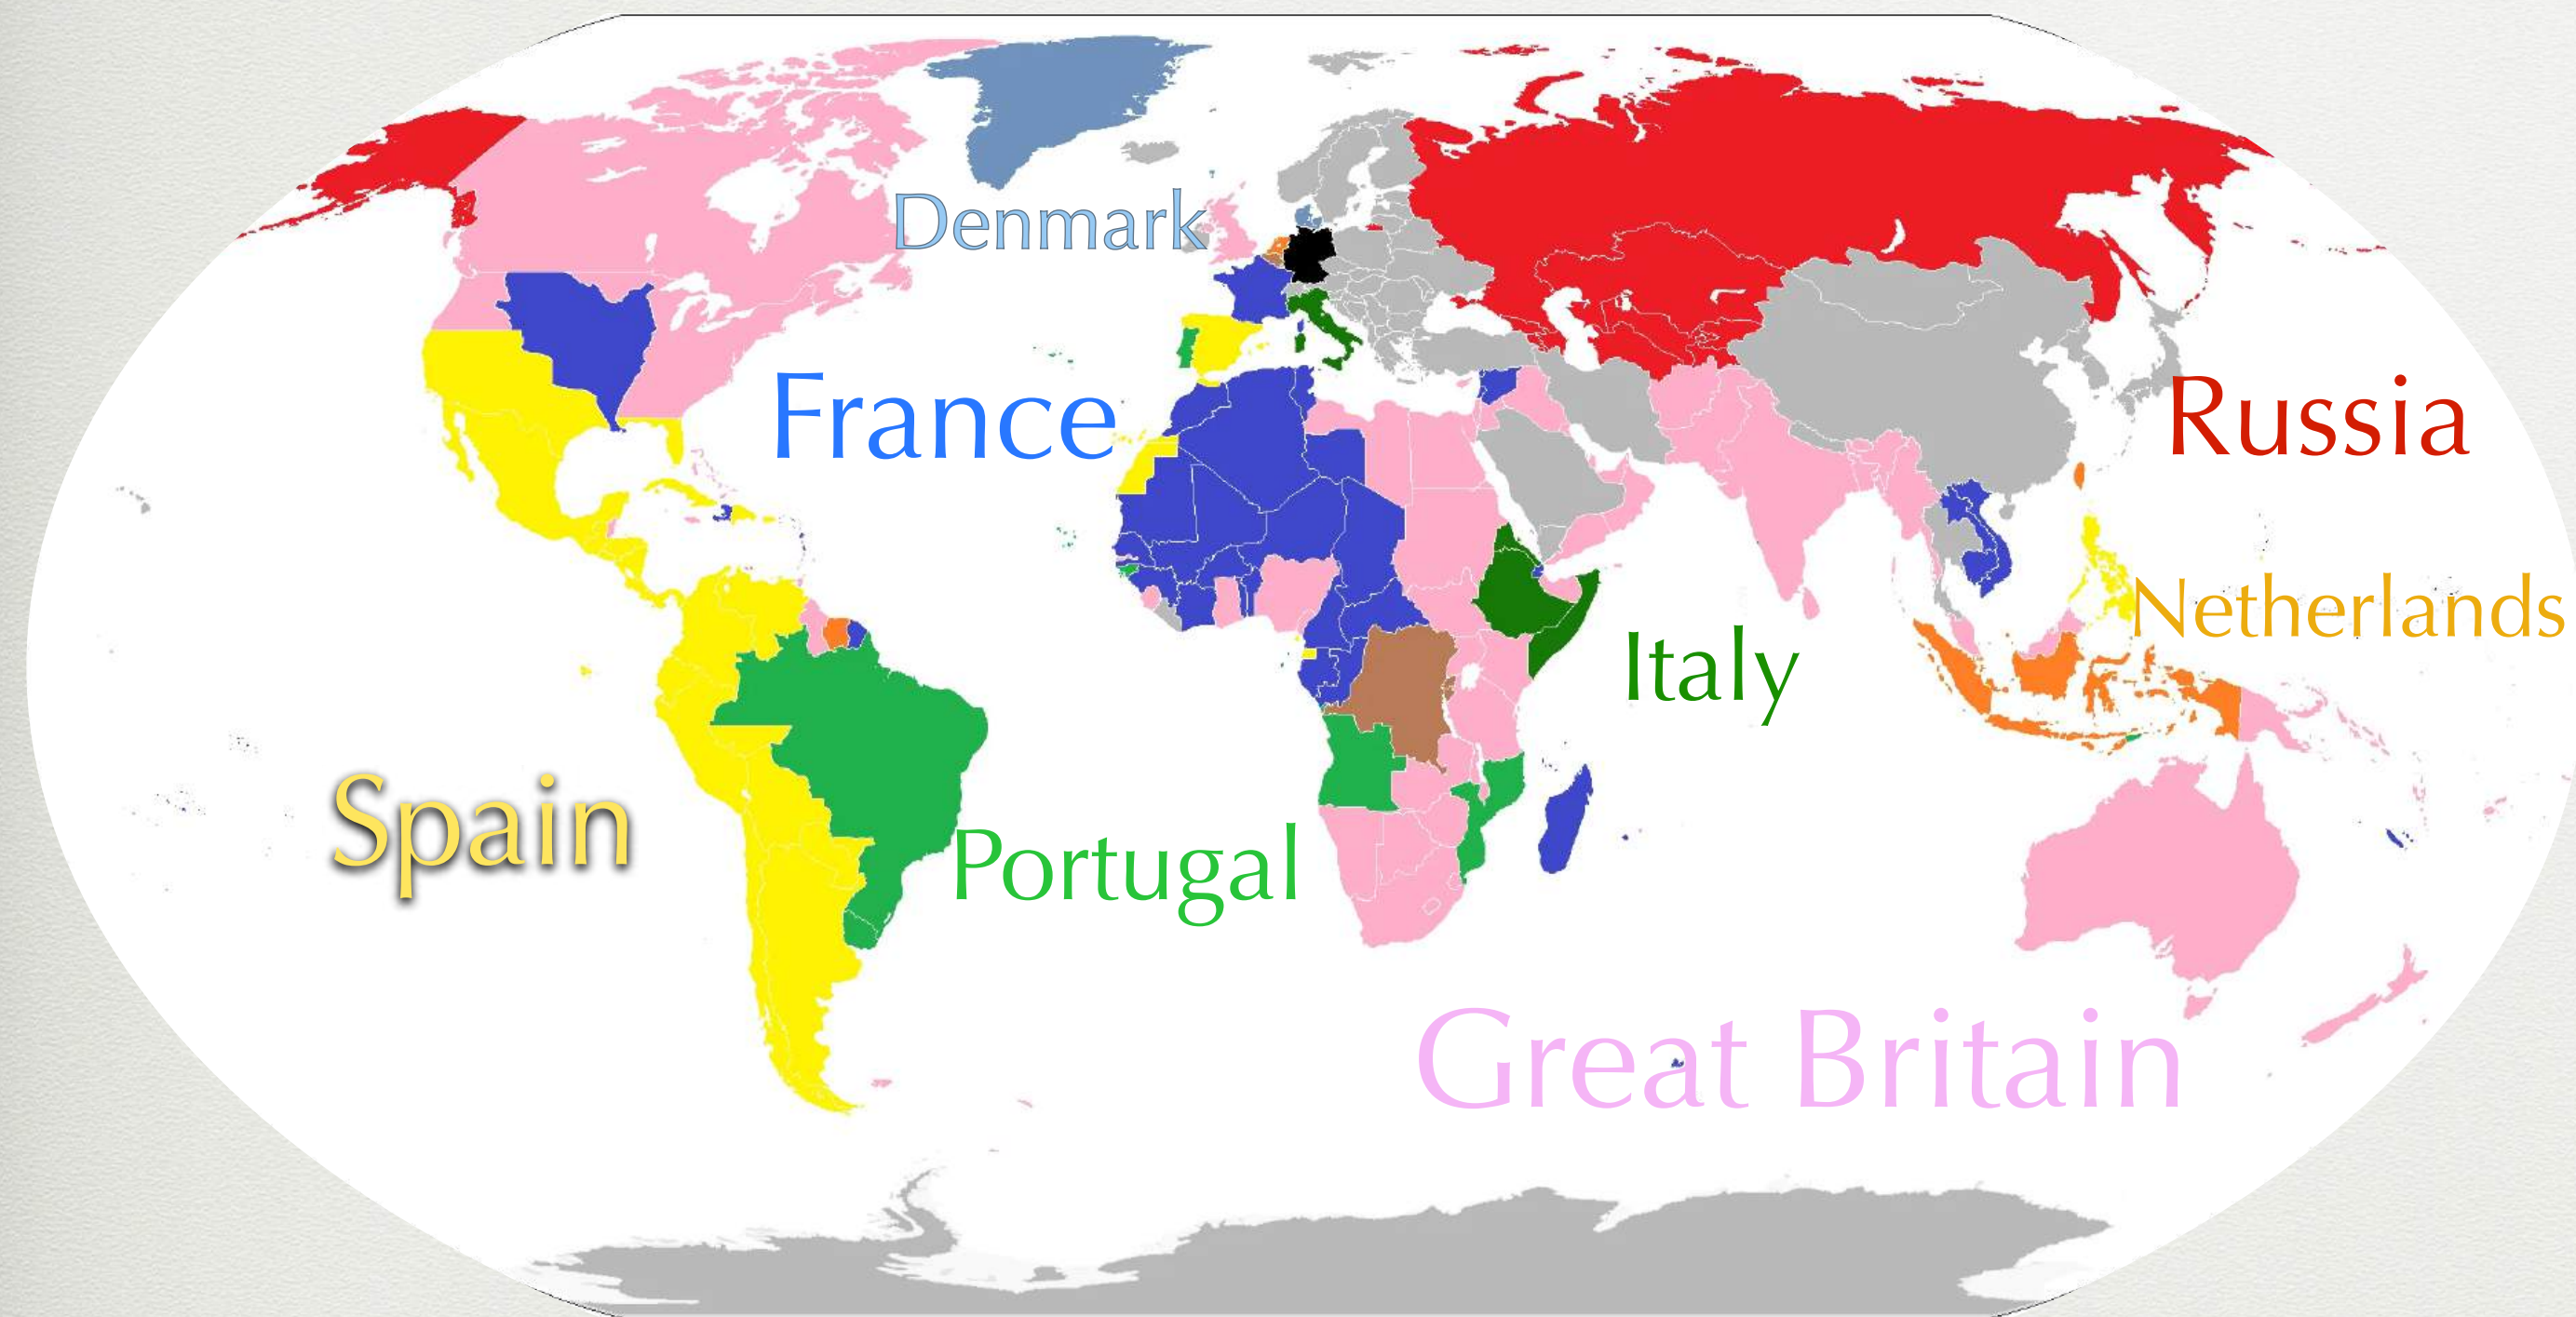 Denmark
France
Russia
Netherlands
Italy
Spain
Portugal
Great Britain